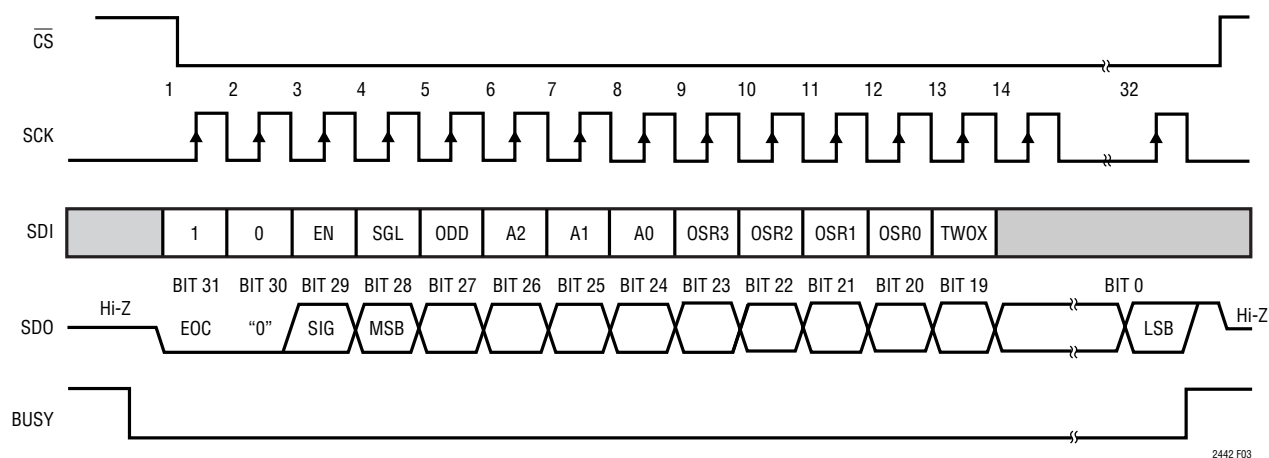 CS
1 2 3 4 5 6 7 8 9 10 11 12 13 14 32
SCK
SDI 1 0 EN SGL ODD A2 A1 A0 OSR3 OSR2 OSR1 OSR0 TWOX
BIT 31 BIT 30 BIT 29 BIT 28 BIT 27 BIT 26 BIT 25 BIT 24 BIT 23 BIT 22 BIT 21 BIT 20 BIT 19 BIT 0
Hi-Z Hi-Z
SDO EOC “0” SIG MSB LSB
BUSY
2442 F03